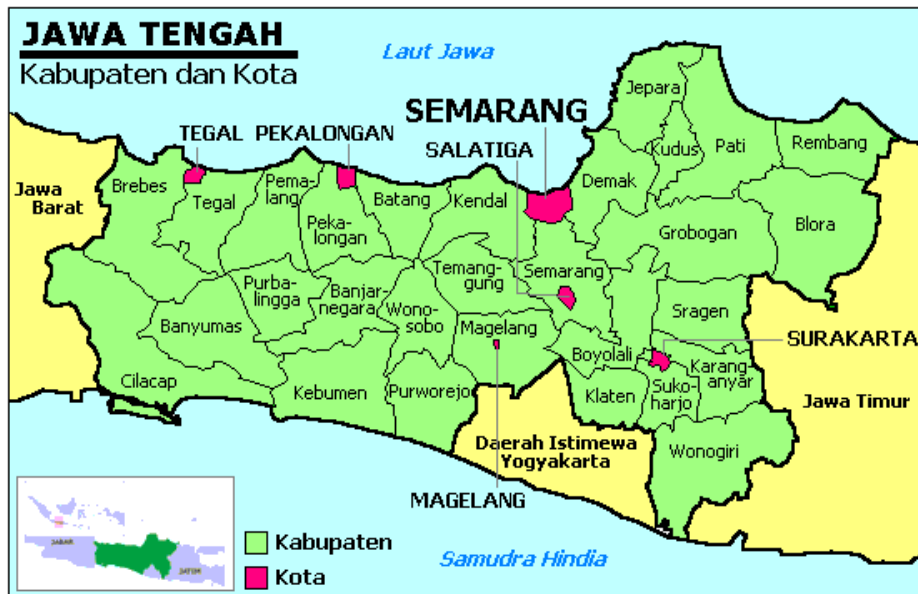 JAWA TENGAH
Kabupaten dan Kota
Laut Jawa
SEMARANG
TEGAL
PEKALONGAN
SALATIGA
Jepara
Kudus
Pati
Rembang
Jawa
Barat
Brebes
Tegal
Pema-
lang
Peka-
longan
Batang
Kendal
Demak
Grobogan
Blora
Purba-
lingga
Banjar-
negara
Wono-
sobo
Temang-
gung
Semarang
Sragen
Banyumas
Magelang
Boyolali
SURAKARTA
Karang-
anyar
Cilacap
Kebumen
Purworejo
Klaten
Suko-
harjo
Jawa Timur
Daerah Istimewa
Yogyakarta
Wonogiri
MAGELANG
Kabupaten
Kota
Samudra Hindia